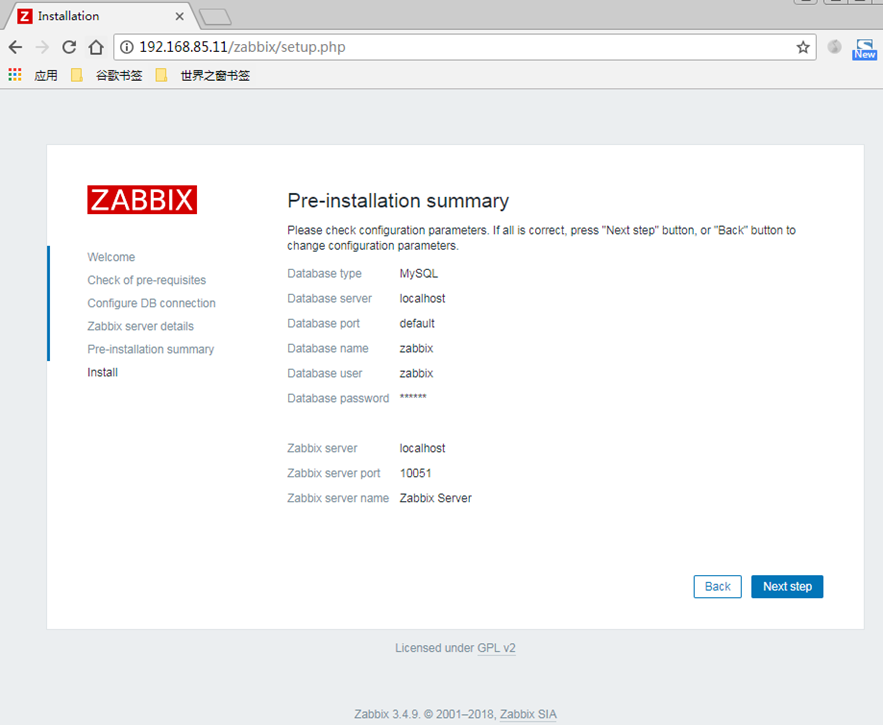 Installation
192.168.85.11/zabbix/setup.php
New
应用
谷歌书签
世界之窗书签
ZABBIX
Welcome
Check of pre-requisites
Configure DB connection
Zabbix server details
Pre-installation summary
Install
Pre-installation summary
Please check configuration parameters. If all is correct, press "Next step" button, or "Back" button to
change configuration parameters.
Database type MySQL
Database server localhost
Database port default
Database name zabbix
Database user zabbix
Database password ******
Zabbix server localhost
Zabbix server port 10051
Zabbix server name Zabbix Server
Back Next step
Licensed under GPL v2
Zabbix 3.4.9. © 2001–2018, Zabbix SIA